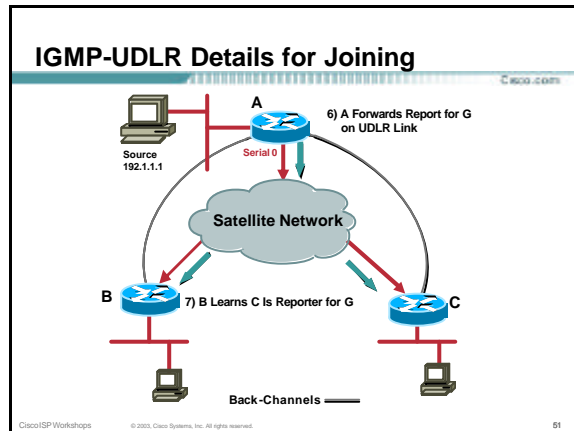 IGMP-UDLR Details for Joining
Cisco.com
A
6) A Forwards Report for G
on UDLR Link
Source
192.1.1.1
Serial 0
Satellite Network
B
7) B Learns C Is Reporter for G
C
Back-Channels
Cisco ISP Workshops
© 2003, Cisco Systems, Inc. All rights reserved.
51